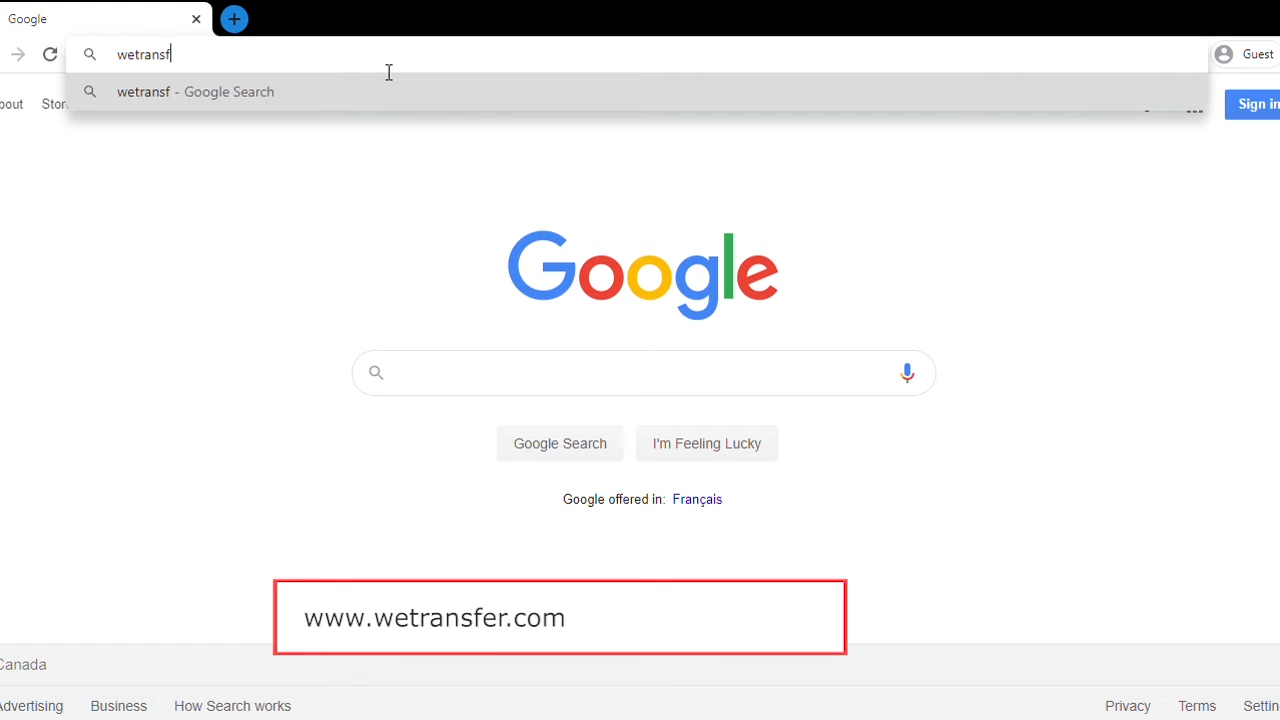 Google
wetransf
Guest
wetransf - Google Search
bout Stor
Sign in
Google
Google Search I'm Feeling Lucky
Google offered in: Français
www.wetransfer.com
Canada
Advertising Business How Search works Privacy Terms Settin